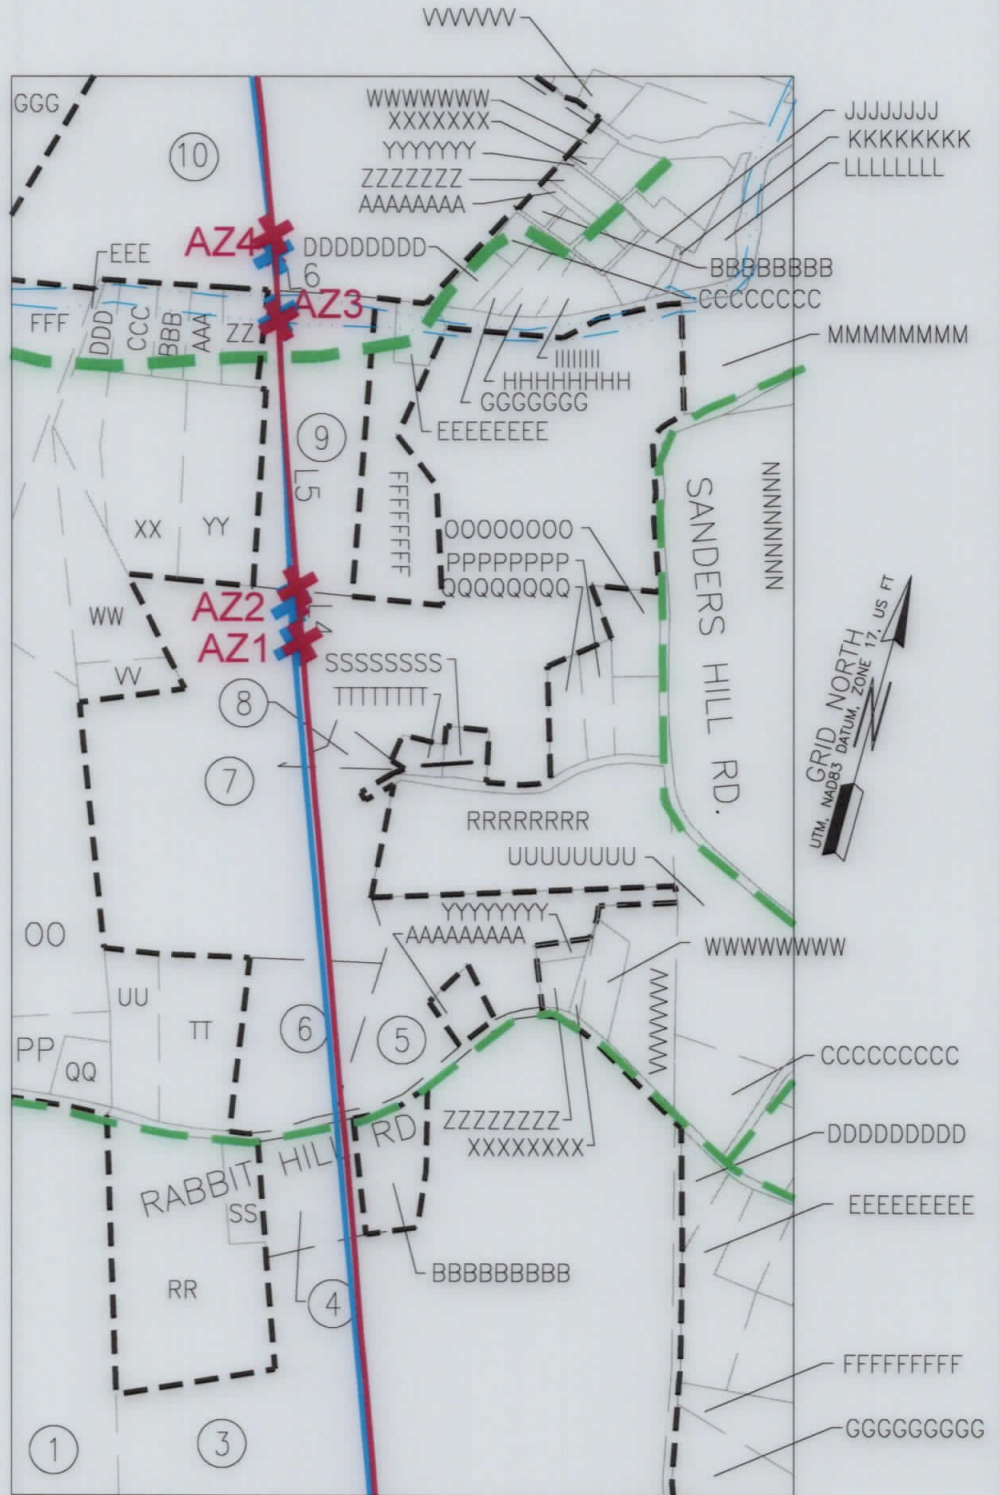 VVVVVVV
GGG
WWWWWWW
XXXXXXX
JJJJJJJJ
KKKKKKKK
LLLLLLLL
10
YYYYYYY
ZZZZZZZ
AAAAAAAA
AZ4
DDDDDDDD
EEE
L6
BBBBBBBB
CCCCCCCC
AZ3
FFF
DDD
CCC
BBB
AAA
ZZ
MMMMMMMM
IIIIIIII
HHHHHHHH
GGGGGGG
EEEEEEEE
9
L5
FFFFFFFF
NNNNNNNN
SANDERS HILL RD.
XX
YY
OOOOOOOO
PPPPPPPP
QQQQQQQQ
AZ2
WW
AZ1
VV
SSSSSSSS
TTTTTTTT
GRID NORTH
UTM, NAD83 DATUM, ZONE 17, US FT
8
7
RRRRRRRR
UUUUUUUU
YYYYYYYY
AAAAAAAAA
OO
WWWWWWWW
VVVVVVVV
UU
TT
6
5
PP
QQ
CCCCCCCCC
ZZZZZZZZ
XXXXXXXX
DDDDDDDDD
RABBIT HILL RD
SS
EEEEEEEEE
RR
BBBBBBBBB
4
FFFFFFFFF
GGGGGGGGG
1
3